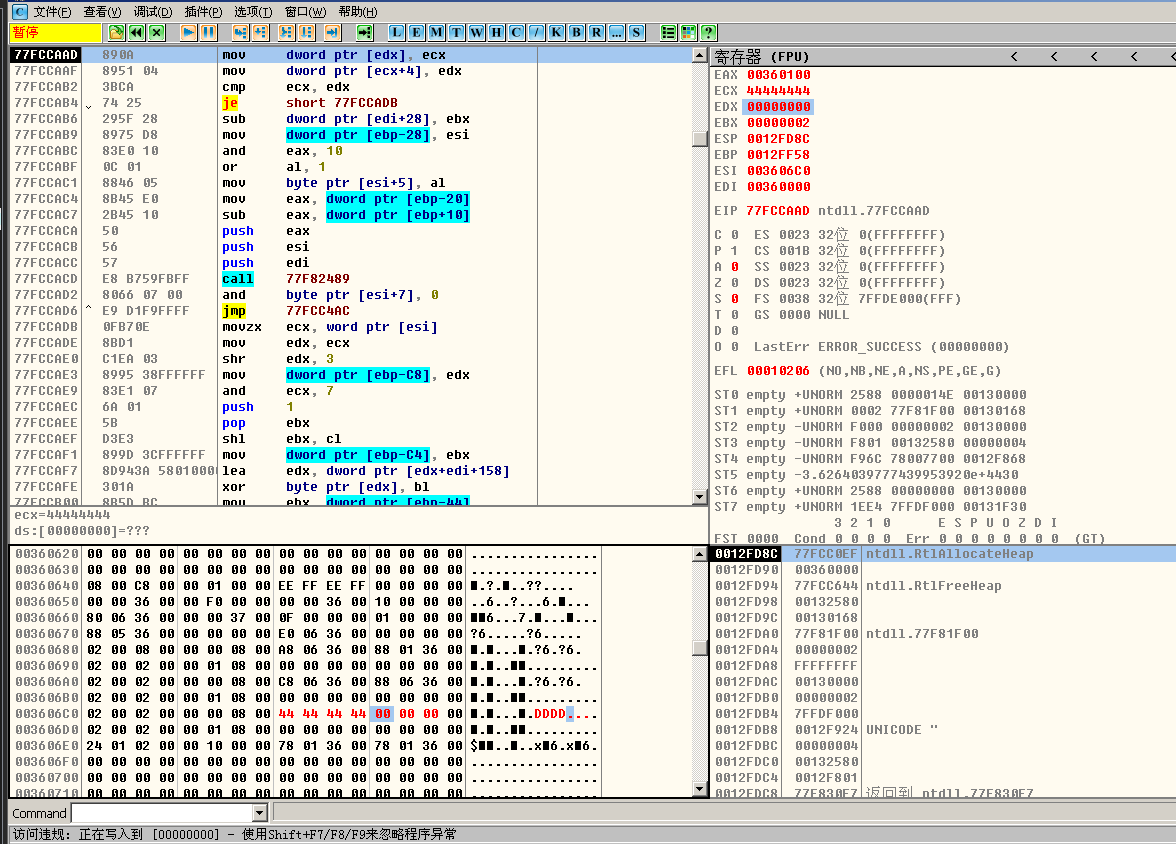 文件(F) 查看(V) 调试(D) 插件(P) 选项(T) 窗口(W) 帮助(H)
暂停 L E M T W H C / K B R ... S ?
77FCCAAD 890A mov dword ptr [edx], ecx
77FCCAAF 8951 04 mov dword ptr [ecx+4], edx
77FCCAB2 3BCA cmp ecx, edx
77FCCAB4 74 25 je short 77FCCADB
77FCCAB6 295F 28 sub dword ptr [edi+28], ebx
77FCCAB9 8975 D8 mov dword ptr [ebp-28], esi
77FCCABC 83E0 10 and eax, 10
77FCCABF 0C 01 or al, 1
77FCCAC1 8846 05 mov byte ptr [esi+5], al
77FCCAC4 8B45 E0 mov eax, dword ptr [ebp-20]
77FCCAC7 2B45 10 sub eax, dword ptr [ebp+10]
77FCCACA 50 push eax
77FCCACB 56 push esi
77FCCACC 57 push edi
77FCCACD E8 B759FBFF call 77F82489
77FCCAD2 8066 07 00 and byte ptr [esi+7], 0
77FCCAD6 ^ E9 D1F9FFFF jmp 77FCC4AC
77FCCADB 0FB70E movzx ecx, word ptr [esi]
77FCCADE 8BD1 mov edx, ecx
77FCCAE0 C1EA 03 shr edx, 3
77FCCAE3 8995 38FFFFFF mov dword ptr [ebp-C8], edx
77FCCAE9 83E1 07 and ecx, 7
77FCCAEC 6A 01 push 1
77FCCAEE 5B pop ebx
77FCCAEF D3E3 shl ebx, cl
77FCCAF1 899D 3CFFFFFF mov dword ptr [ebp-C4], ebx
77FCCAF7 8D943A 5801000 lea edx, dword ptr [edx+edi+158]
77FCCAFE 301A xor byte ptr [edx], bl
77FCCB00 8B5D BC mov ebx, dword ptr [ebp-44]
ecx=44444444
ds:[00000000]=???
寄存器 (FPU) < < < < <
EAX 00360100
ECX 44444444
EDX 00000000
EBX 00000002
ESP 0012FD8C
EBP 0012FF58
ESI 003606C0
EDI 00360000
EIP 77FCCAAD ntdll.77FCCAAD
C 0 ES 0023 32位 0(FFFFFFFF)
P 1 CS 001B 32位 0(FFFFFFFF)
A 0 SS 0023 32位 0(FFFFFFFF)
Z 0 DS 0023 32位 0(FFFFFFFF)
S 0 FS 0038 32位 7FFDE000(FFF)
T 0 GS 0000 NULL
D 0
O 0 LastErr ERROR_SUCCESS (00000000)
EFL 00010206 (NO,NB,NE,A,NS,PE,GE,G)
ST0 empty +UNORM 2588 0000014E 00130000
ST1 empty +UNORM 0002 77F81F00 00130168
ST2 empty -UNORM F000 00000002 00130000
ST3 empty -UNORM F801 00132580 00000004
ST4 empty -UNORM F96C 78007700 0012F868
ST5 empty -3.6264039777439953920e+4430
ST6 empty +UNORM 2588 00000000 00130000
ST7 empty +UNORM 1EE4 7FFDF000 00131F30
3 2 1 0 E S P U O Z D I
FST 0000 Cond 0 0 0 0 Err 0 0 0 0 0 0 0 0 (GT)
00360620 00 00 00 00 00 00 00 00 00 00 00 00 00 00 00 00 ................
00360630 00 00 00 00 00 00 00 00 00 00 00 00 00 00 00 00 ................
00360640 08 00 C8 00 00 01 00 00 EE FF EE FF 00 00 00 00
00360650 00 00 36 00 00 F0 00 00 00 00 36 00 10 00 00 00
00360660 80 06 36 00 00 00 37 00 0F 00 00 00 01 00 00 00
00360670 88 05 36 00 00 00 00 00 E0 06 36 00 00 00 00 00 ?6.....?6.....
00360680 02 00 08 00 00 00 08 00 A8 06 36 00 88 01 36 00
00360690 02 00 02 00 00 01 08 00 00 00 00 00 00 00 00 00
003606A0 02 00 02 00 00 00 08 00 C8 06 36 00 88 06 36 00
003606B0 02 00 02 00 00 01 08 00 00 00 00 00 00 00 00 00
003606C0 02 00 02 00 00 00 08 00 44 44 44 44 00 00 00 00 DDDD....
003606D0 02 00 02 00 00 01 08 00 00 00 00 00 00 00 00 00
003606E0 24 01 02 00 00 10 00 00 78 01 36 00 78 01 36 00
003606F0 00 00 00 00 00 00 00 00 00 00 00 00 00 00 00 00 ................
00360700 00 00 00 00 00 00 00 00 00 00 00 00 00 00 00 00 ................
00360710 00 00 00 00 00 00 00 00 00 00 00 00 00 00 00 00 ................
0012FD8C 77FCC0EF ntdll.RtlAllocateHeap
0012FD90 00360000
0012FD94 77FCC644 ntdll.RtlFreeHeap
0012FD98 00132580
0012FD9C 00130168
0012FDA0 77F81F00 ntdll.77F81F00
0012FDA4 00000002
0012FDA8 FFFFFFFF
0012FDAC 00130000
0012FDB0 00000002
0012FDB4 7FFDF000
0012FDB8 0012F924 UNICODE "
0012FDBC 00000004
0012FDC0 00132580
0012FDC4 0012F801
0012FDC8 77F830E7 返回到 ntdll.77F830E7
Command
访问违规: 正在写入到 [00000000] - 使用Shift+F7/F8/F9来忽略程序异常